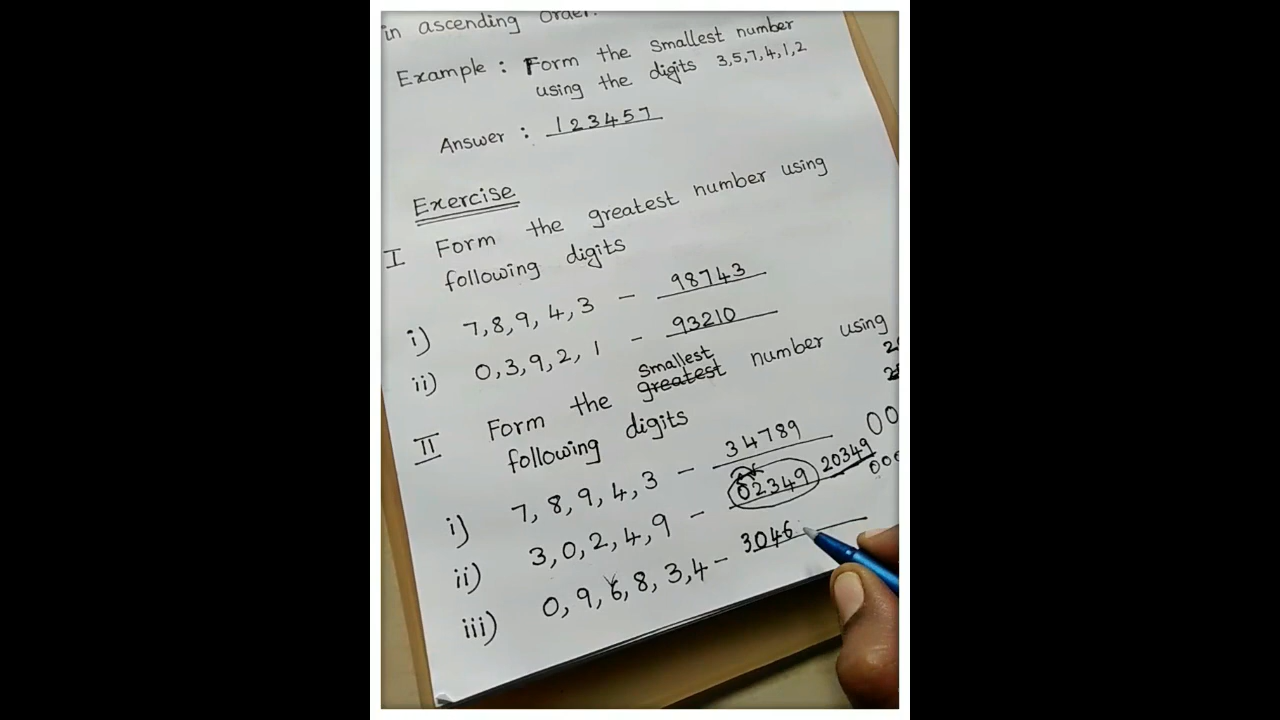 in ascending order.
Example : Form the smallest number
using the digits 3,5,7,4,1,2
Answer : 123457
Exercise
I Form the greatest number using
following digits
i) 7,8,9,4,3 - 98743
ii) 0,3,9,2,1 - 93210
smallest
II Form the greatest number using
following digits
i) 7,8,9,4,3 - 34789
ii) 3,0,2,4,9 - 02349 20349
iii) 0,9,6,8,3,4 - 3046